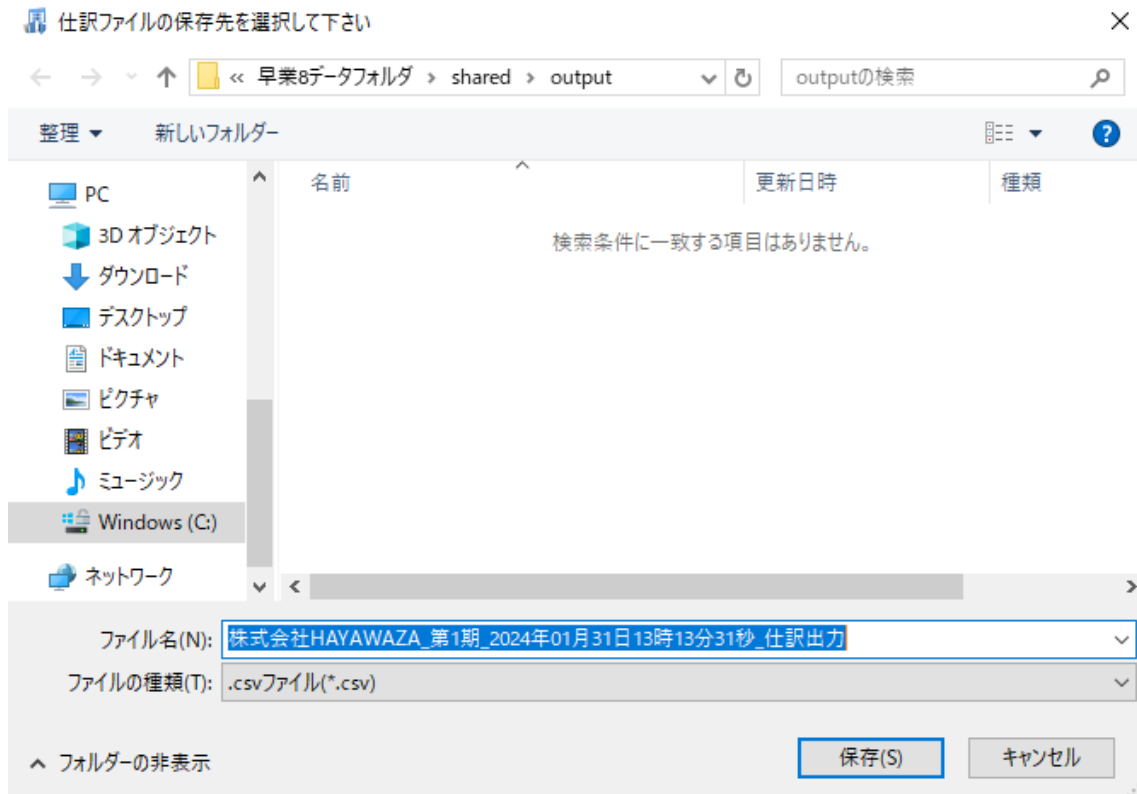 仕訳ファイルの保存先を選択して下さい
« 早業8データフォルダ › shared › output
outputの検索
整理
新しいフォルダー
名前
更新日時
種類
検索条件に一致する項目はありません。
PC
3D オブジェクト
ダウンロード
デスクトップ
ドキュメント
ピクチャ
ビデオ
ミュージック
Windows (C:)
ネットワーク
ファイル名(N): 株式会社HAYAWAZA_第1期_2024年01月31日13時13分31秒_仕訳出力
ファイルの種類(T): .csvファイル(*.csv)
フォルダーの非表示
保存(S)
キャンセル